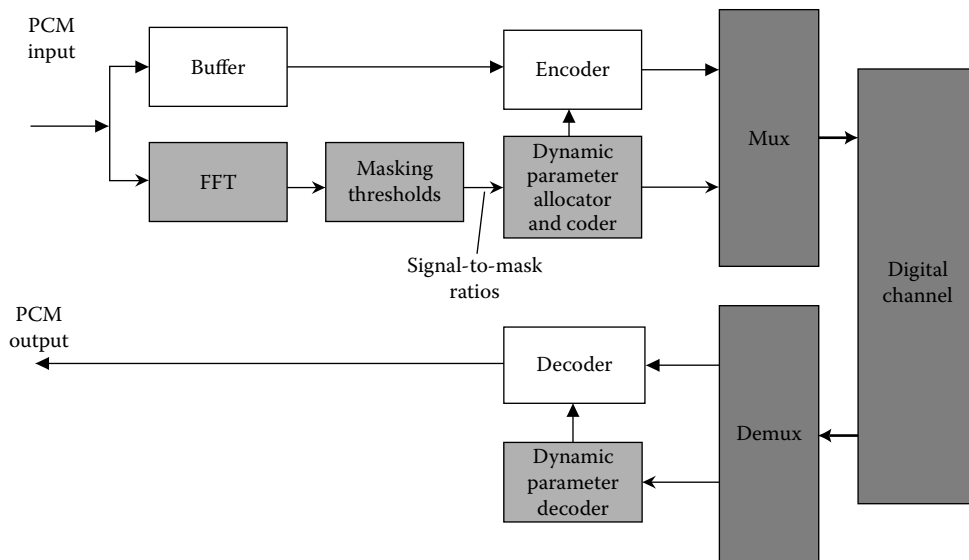 PCM
input
Buffer
Encoder
Mux
FFT
Masking
thresholds
Dynamic
parameter
allocator
and coder
Signal-to-mask
ratios
Digital
channel
PCM
output
Decoder
Demux
Dynamic
parameter
decoder